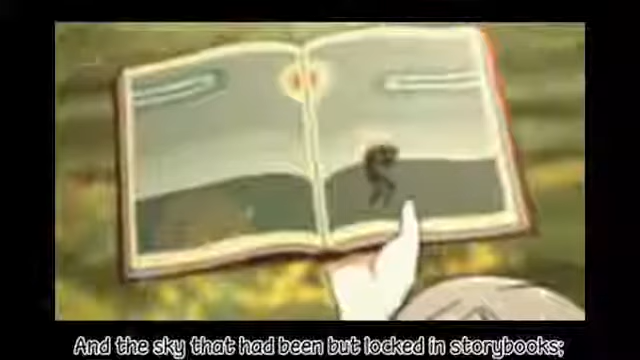 And the sky that had been but locked in storybooks;